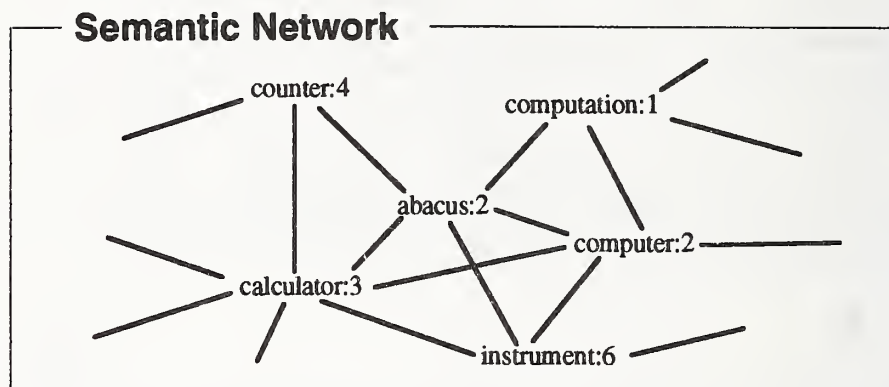 Semantic Network
counter:4
computation:1
abacus:2
computer:2
calculator:3
instrument:6